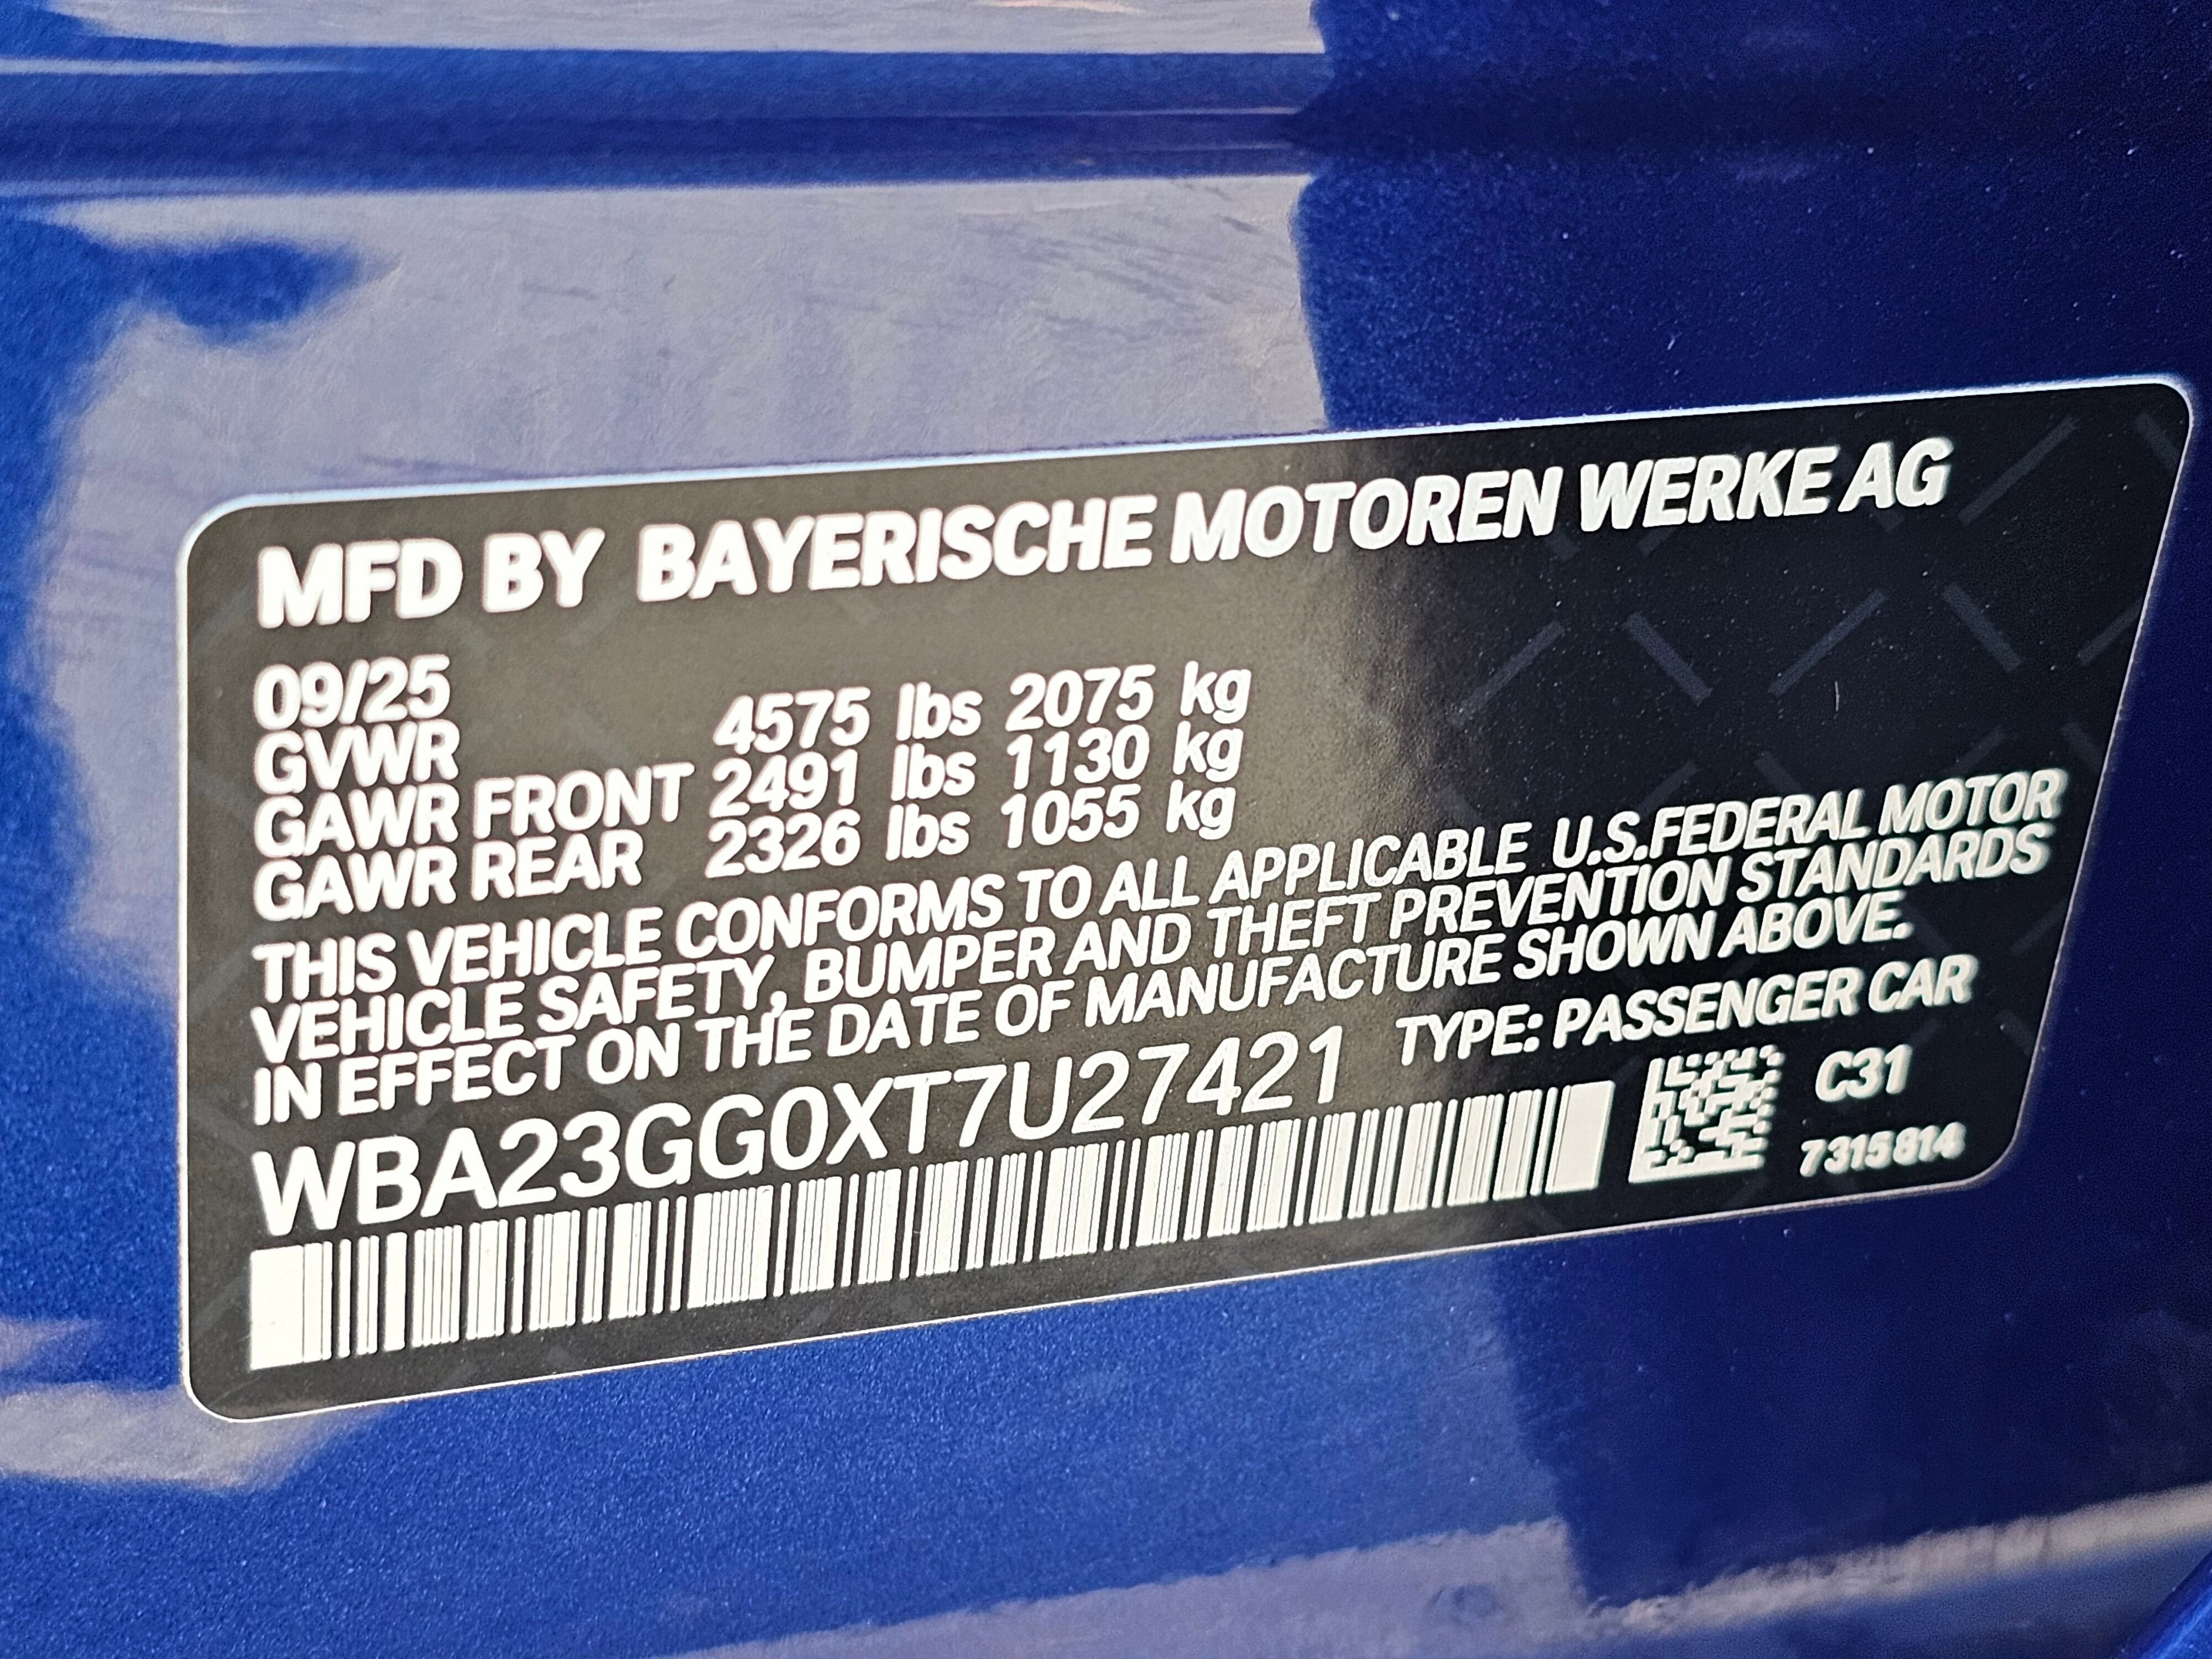 MFD BY BAYERISCHE MOTOREN WERKE AG
09/25
GVWR 4575 lbs 2075 kg
GAWR FRONT 2491 lbs 1130 kg
GAWR REAR 2326 lbs 1055 kg
THIS VEHICLE CONFORMS TO ALL APPLICABLE U.S.FEDERAL MOTOR
VEHICLE SAFETY, BUMPER AND THEFT PREVENTION STANDARDS
IN EFFECT ON THE DATE OF MANUFACTURE SHOWN ABOVE.
WBA23GG0XT7U27421 TYPE: PASSENGER CAR
C31
7315814